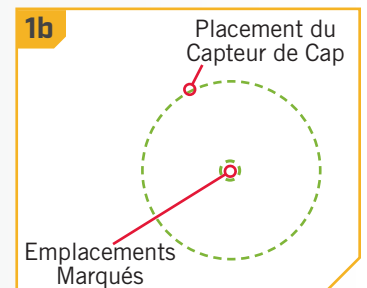 1b
Placement du
Capteur de Cap
Emplacements
Marqués